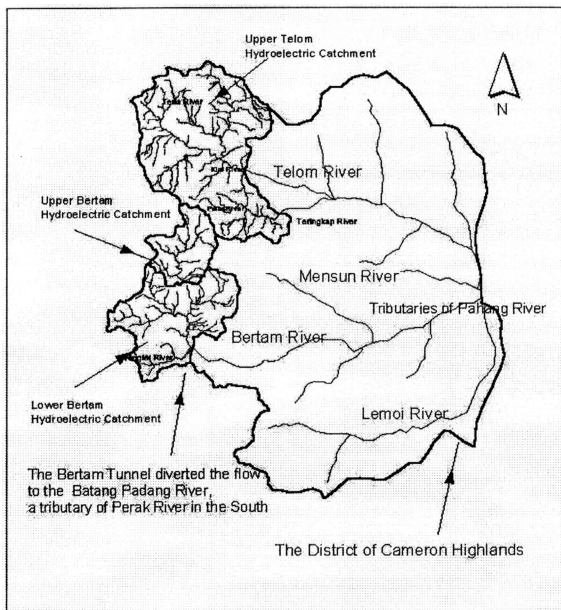 Upper Telom
Hydroelectric Catchment
N
Telom River
Upper Bertam
Hydroelectric Catchment
Taringkap River
Mensun River
Tributaries of Pahang River
Bertam River
Lemoi River
Lower Bertam
Hydroelectric Catchment
The Bertam Tunnel diverted the flow
to the Batang Padang River,
a tributary of Perak River in the South
The District of Cameron Highlands